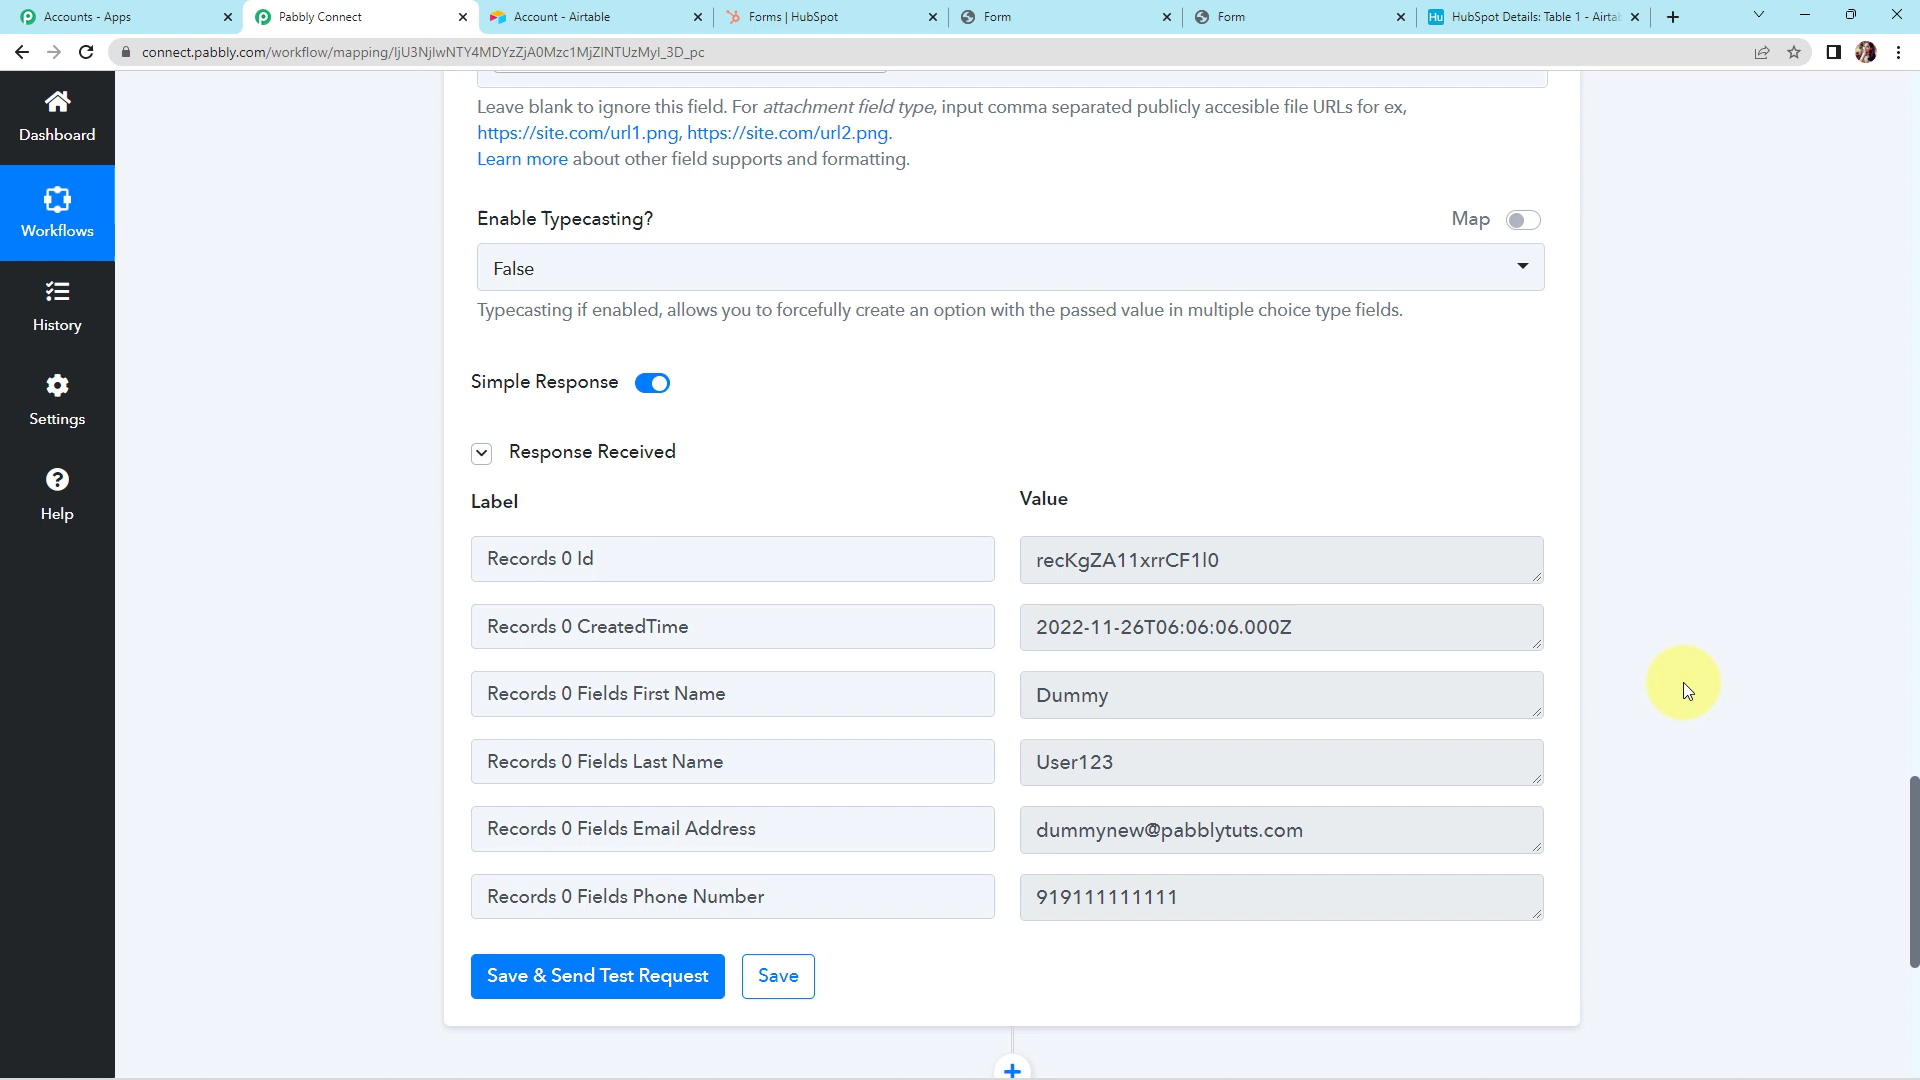 Accounts - Apps
Pabbly Connect
Account - Airtable
Forms | HubSpot
Form
Form
Hu HubSpot Details: Table 1 - Airta
connect.pabbly.com/workflow/mapping/IjU3NjIwNTY4MDYzZjA0Mzc1MjZlNTUzMyI_3D_pc
Dashboard
Workflows
History
Settings
Help
Leave blank to ignore this field. For attachment field type, input comma separated publicly accesible file URLs for ex,
https://site.com/url1.png, https://site.com/url2.png.
Learn more about other field supports and formatting.
Enable Typecasting?
Map
False
Typecasting if enabled, allows you to forcefully create an option with the passed value in multiple choice type fields.
Simple Response
Response Received
Label
Value
Records 0 Id
recKgZA11xrrCF1l0
Records 0 CreatedTime
2022-11-26T06:06:06.000Z
Records 0 Fields First Name
Dummy
Records 0 Fields Last Name
User123
Records 0 Fields Email Address
dummynew@pabblytuts.com
Records 0 Fields Phone Number
919111111111
Save & Send Test Request
Save